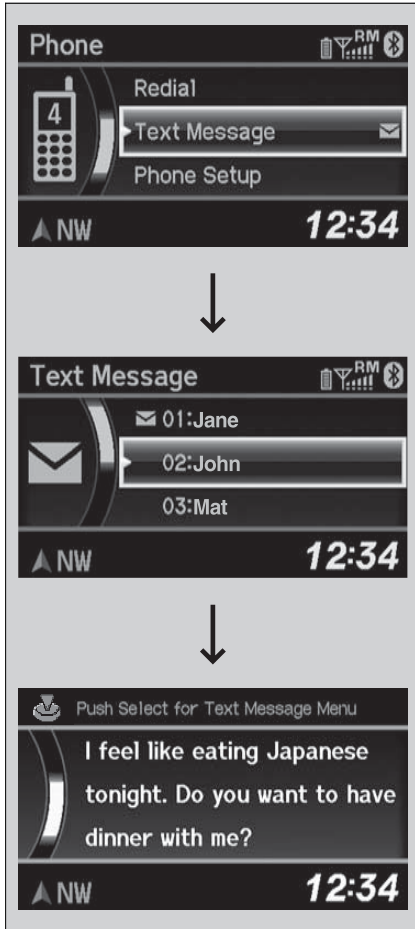 Phone
RM
4
Redial
Text Message
Phone Setup
NW
12:34
Text Message
RM
01:Jane
02:John
03:Mat
NW
12:34
Push Select for Text Message Menu
I feel like eating Japanese
tonight. Do you want to have
dinner with me?
NW
12:34